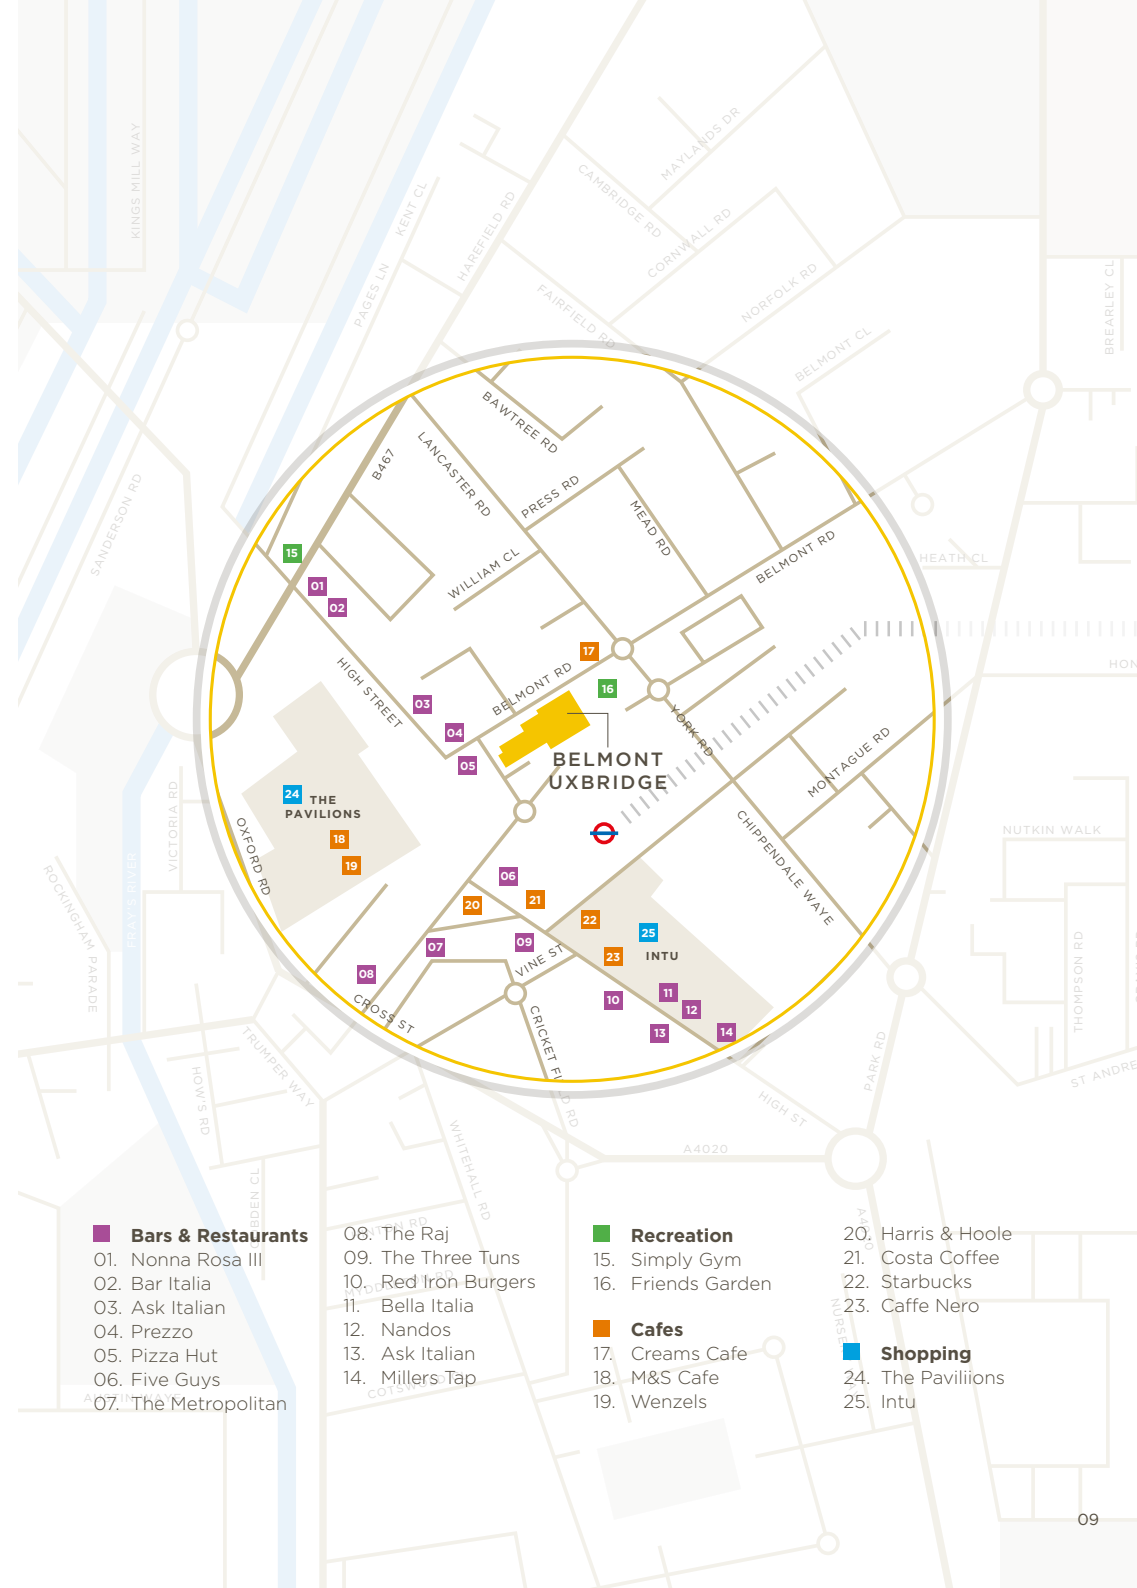 KINGS MILL WAY
MAYLANDS DR
CAMBRIDGE RD
KENT CL
HAREFIELD RD
CORNWALL RD
PAGES LN
FAIRFIELD RD
NORFOLK RD
BREARLEY CL
BELMONT CL
BAWTREE RD
B467
LANCASTER RD
PRESS RD
MEAD RD
SANDERSON RD
BELMONT RD
HEATH CL
WILLIAM CL
15
01
02
17
16
HIGH STREET
BELMONT RD
HON
03
04
05
YORK RD
BELMONT
UXBRIDGE
MONTAGUE RD
24
THE
PAVILIONS
18
19
VICTORIA RD
OXFORD RD
CHIPPENDALE WAYE
NUTKIN WALK
FRAY'S RIVER
ROCKINGHAM PARADE
06
20
21
22
25
INTU
23
07
09
VINE ST
08
10
11
12
13
14
CROSS ST
CRICKET FIELD RD
THOMPSON RD
TRUMPER WAY
HOW'S RD
PARK RD
ST ANDRE
HIGH ST
WHITEHALL RD
A4020
A4020
Bars & Restaurants
01. Nonna Rosa III
02. Bar Italia
03. Ask Italian
04. Prezzo
05. Pizza Hut
06. Five Guys
07. The Metropolitan
08. The Raj
09. The Three Tuns
10. Red Iron Burgers
11. Bella Italia
12. Nandos
13. Ask Italian
14. Millers Tap
Recreation
15. Simply Gym
16. Friends Garden
Cafes
17. Creams Cafe
18. M&S Cafe
19. Wenzels
20. Harris & Hoole
21. Costa Coffee
22. Starbucks
23. Caffe Nero
Shopping
24. The Paviliions
25. Intu
09